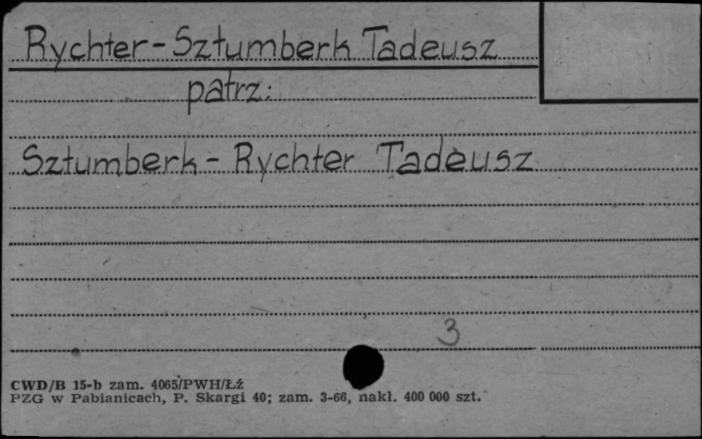 Rychter-Sztumberk Tadeusz
patrz:
Sztumberk-Rychter Tadeusz
3
CWD/B 15-b zam. 4065/PWH/Łź
PZG w Pabianicach, P. Skargi 40; zam. 3-66, nakł. 400 000 szt.